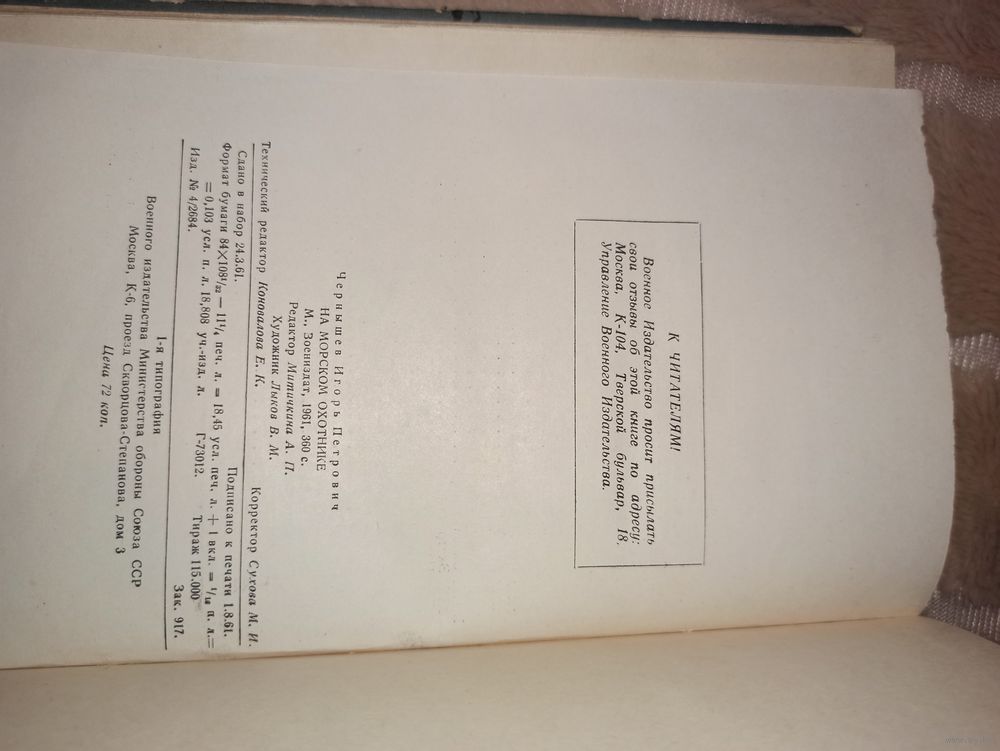 К ЧИТАТЕЛЯМ!
Военное Издательство просит присылать
свои отзывы об этой книге по адресу:
Москва, К-104, Тверской бульвар, 18.
Управление Военного Издательства.
Чернышев Игорь Петрович
НА МОРСКОМ ОХОТНИКЕ
М., Зоениздат, 1961, 360 с.
Редактор Митичкина А. П.
Художник Лыков В. М.
Технический редактор Коновалова Е. К. Корректор Сухова М. И.
Сдано в набор 24.3.61. Подписано к печати 1.8.61.
Формат бумаги 84×108¹/₃₂ — 11¹/₄ печ. л. = 18,45 усл. печ. л. + 1 вкл. = ¹/₁₆ п. л.=
= 0,103 усл. п. л. 18,808 уч.-изд. л. Г-73012. Тираж 115.000
Изд. № 4/2684. Зак. 917.
1-я типография
Военного издательства Министерства обороны Союза ССР
Москва, К-6, проезд Скворцова-Степанова, дом 3
Цена 72 коп.